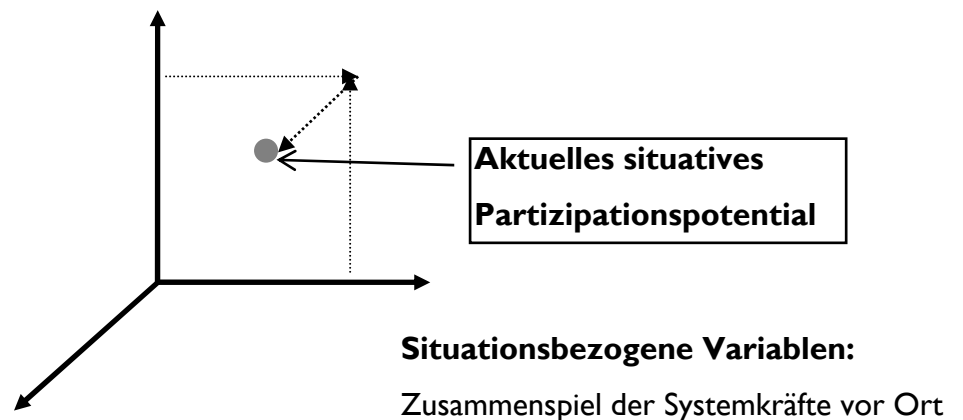 Aktuelles situatives
Partizipationspotential
Situationsbezogene Variablen:
Zusammenspiel der Systemkräfte vor Ort